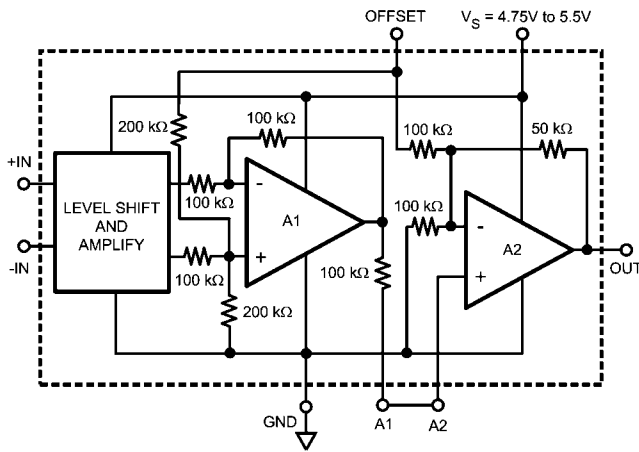 OFFSET
V_S = 4.75V to 5.5V
200 kΩ
100 kΩ
100 kΩ
50 kΩ
+IN
LEVEL SHIFT
AND
AMPLIFY
-IN
100 kΩ
-
A1
+
100 kΩ
200 kΩ
100 kΩ
100 kΩ
-
A2
+
OUT
GND
A1
A2